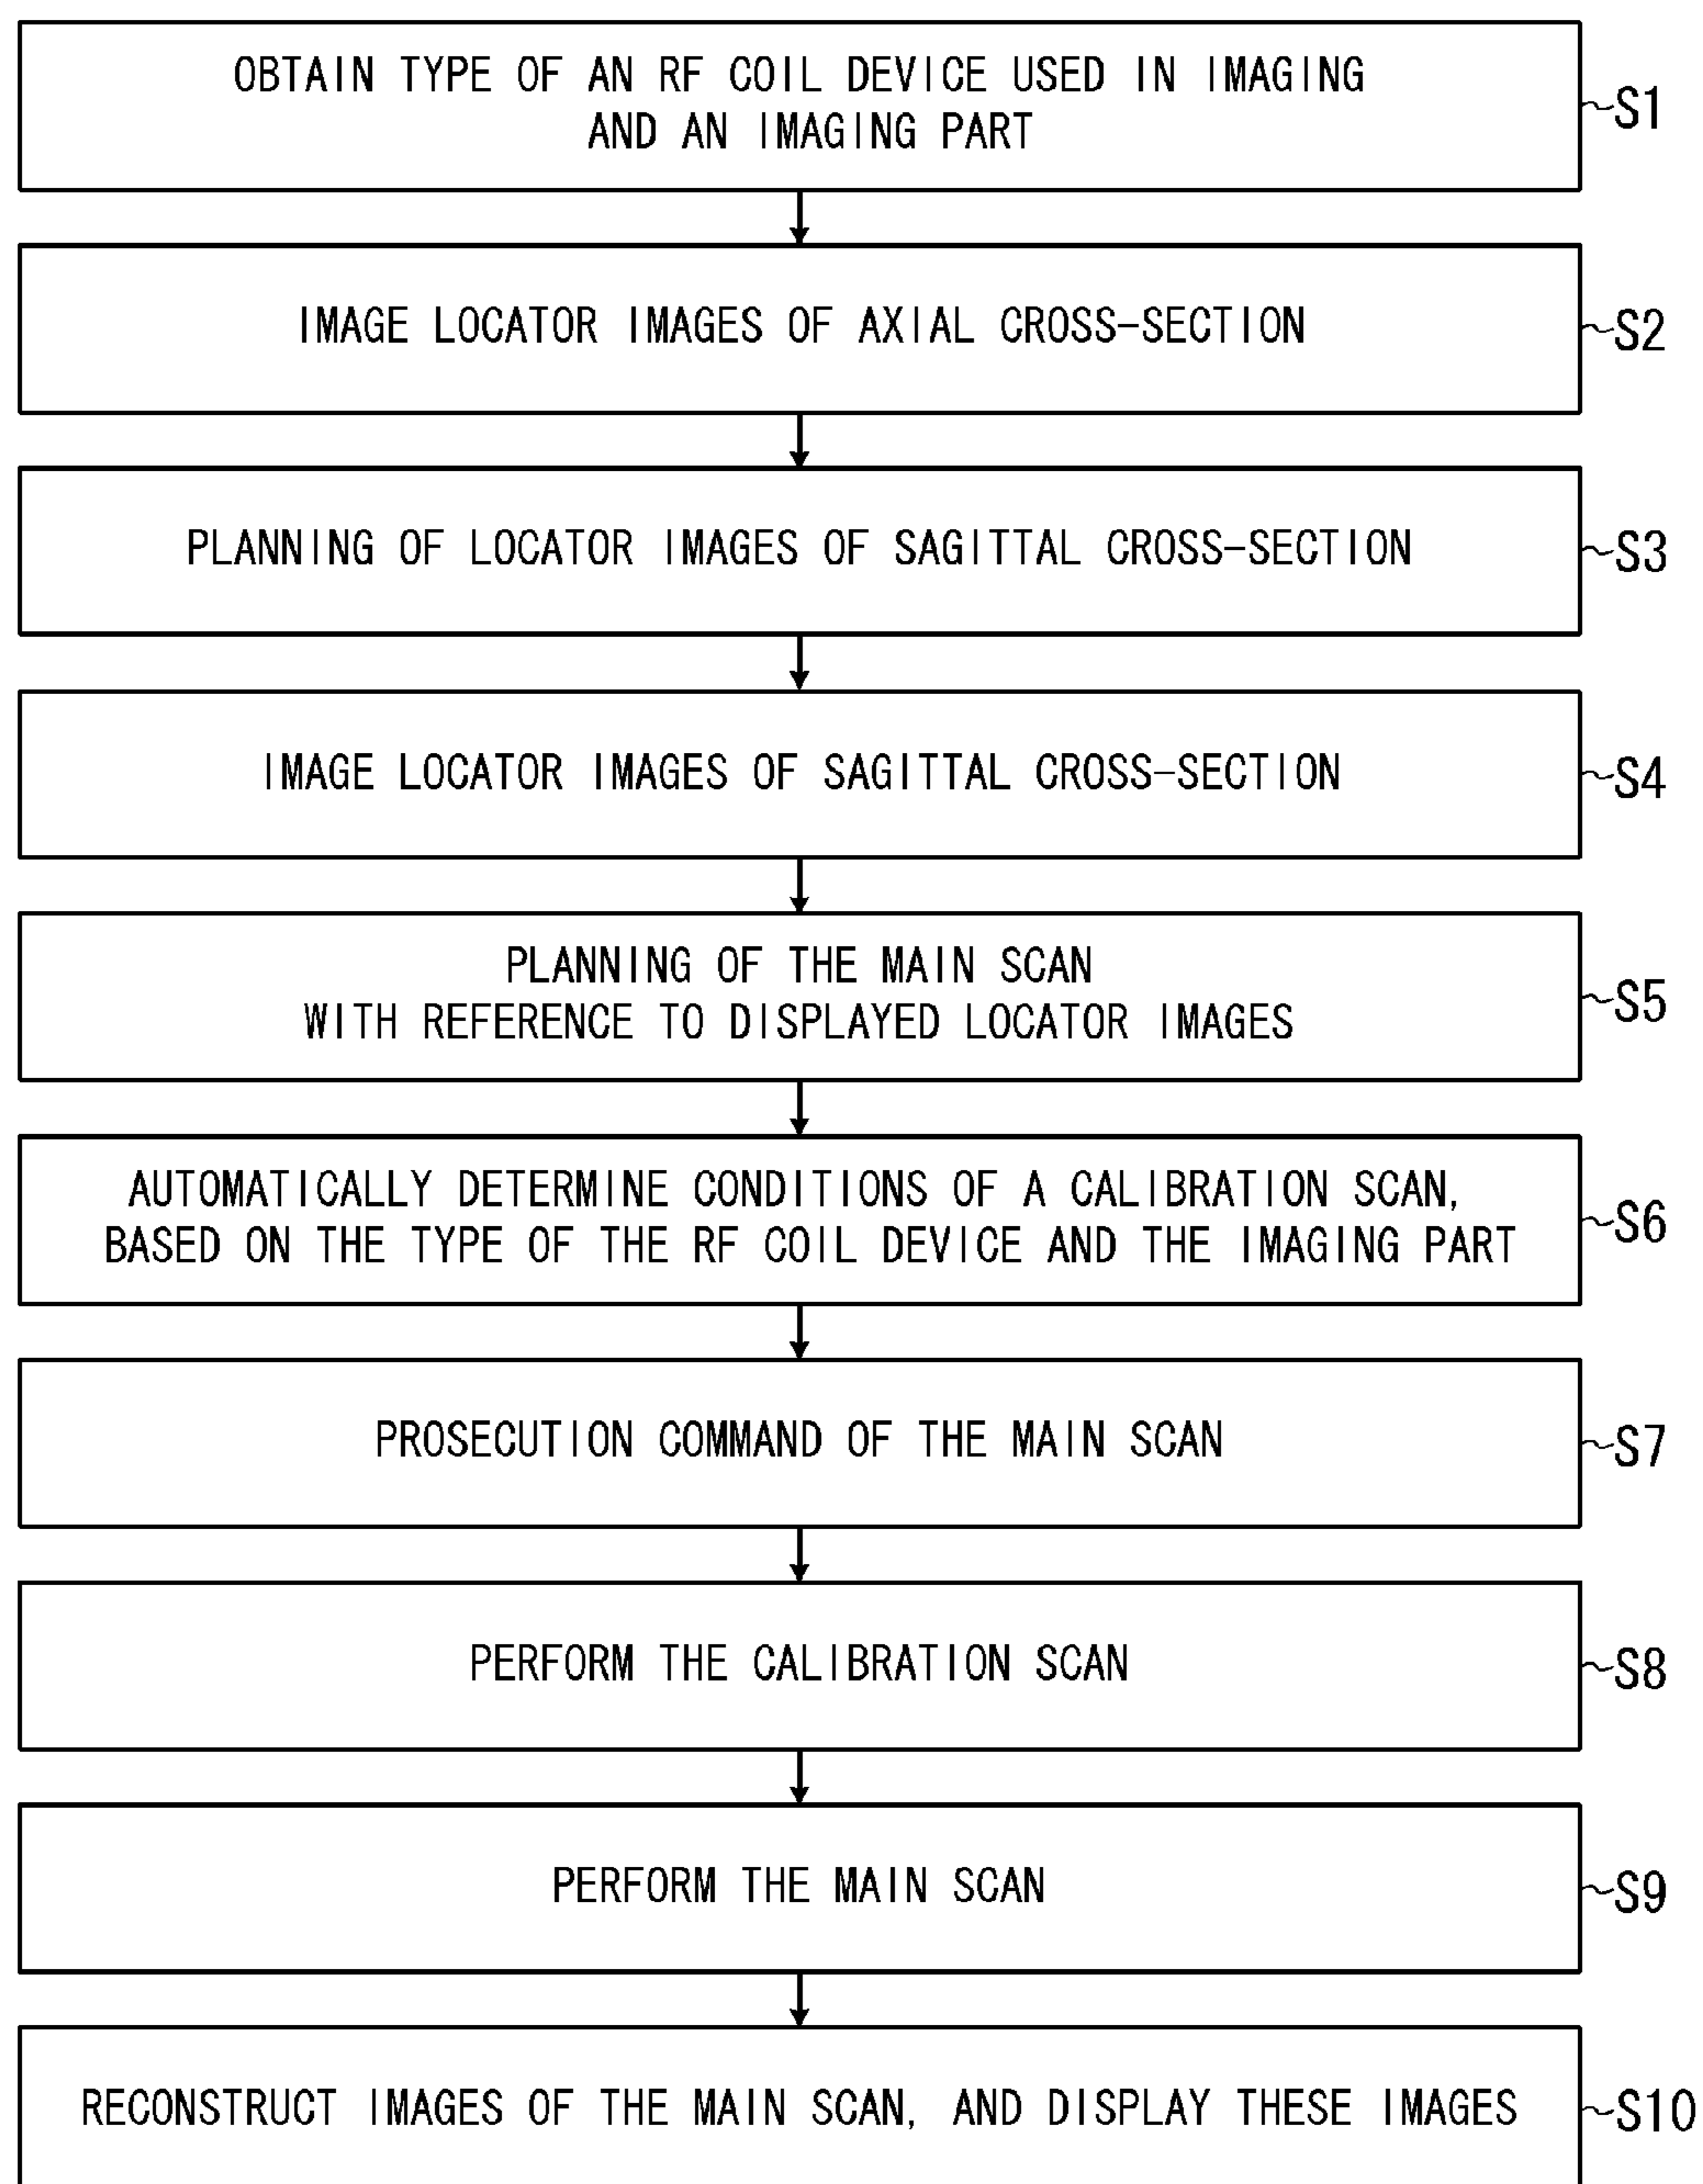 OBTAIN TYPE OF AN RF COIL DEVICE USED IN IMAGING
AND AN IMAGING PART
S1
IMAGE LOCATOR IMAGES OF AXIAL CROSS-SECTION
S2
PLANNING OF LOCATOR IMAGES OF SAGITTAL CROSS-SECTION
S3
IMAGE LOCATOR IMAGES OF SAGITTAL CROSS-SECTION
S4
PLANNING OF THE MAIN SCAN
WITH REFERENCE TO DISPLAYED LOCATOR IMAGES
S5
AUTOMATICALLY DETERMINE CONDITIONS OF A CALIBRATION SCAN,
BASED ON THE TYPE OF THE RF COIL DEVICE AND THE IMAGING PART
S6
PROSECUTION COMMAND OF THE MAIN SCAN
S7
PERFORM THE CALIBRATION SCAN
S8
PERFORM THE MAIN SCAN
S9
RECONSTRUCT IMAGES OF THE MAIN SCAN, AND DISPLAY THESE IMAGES
S10